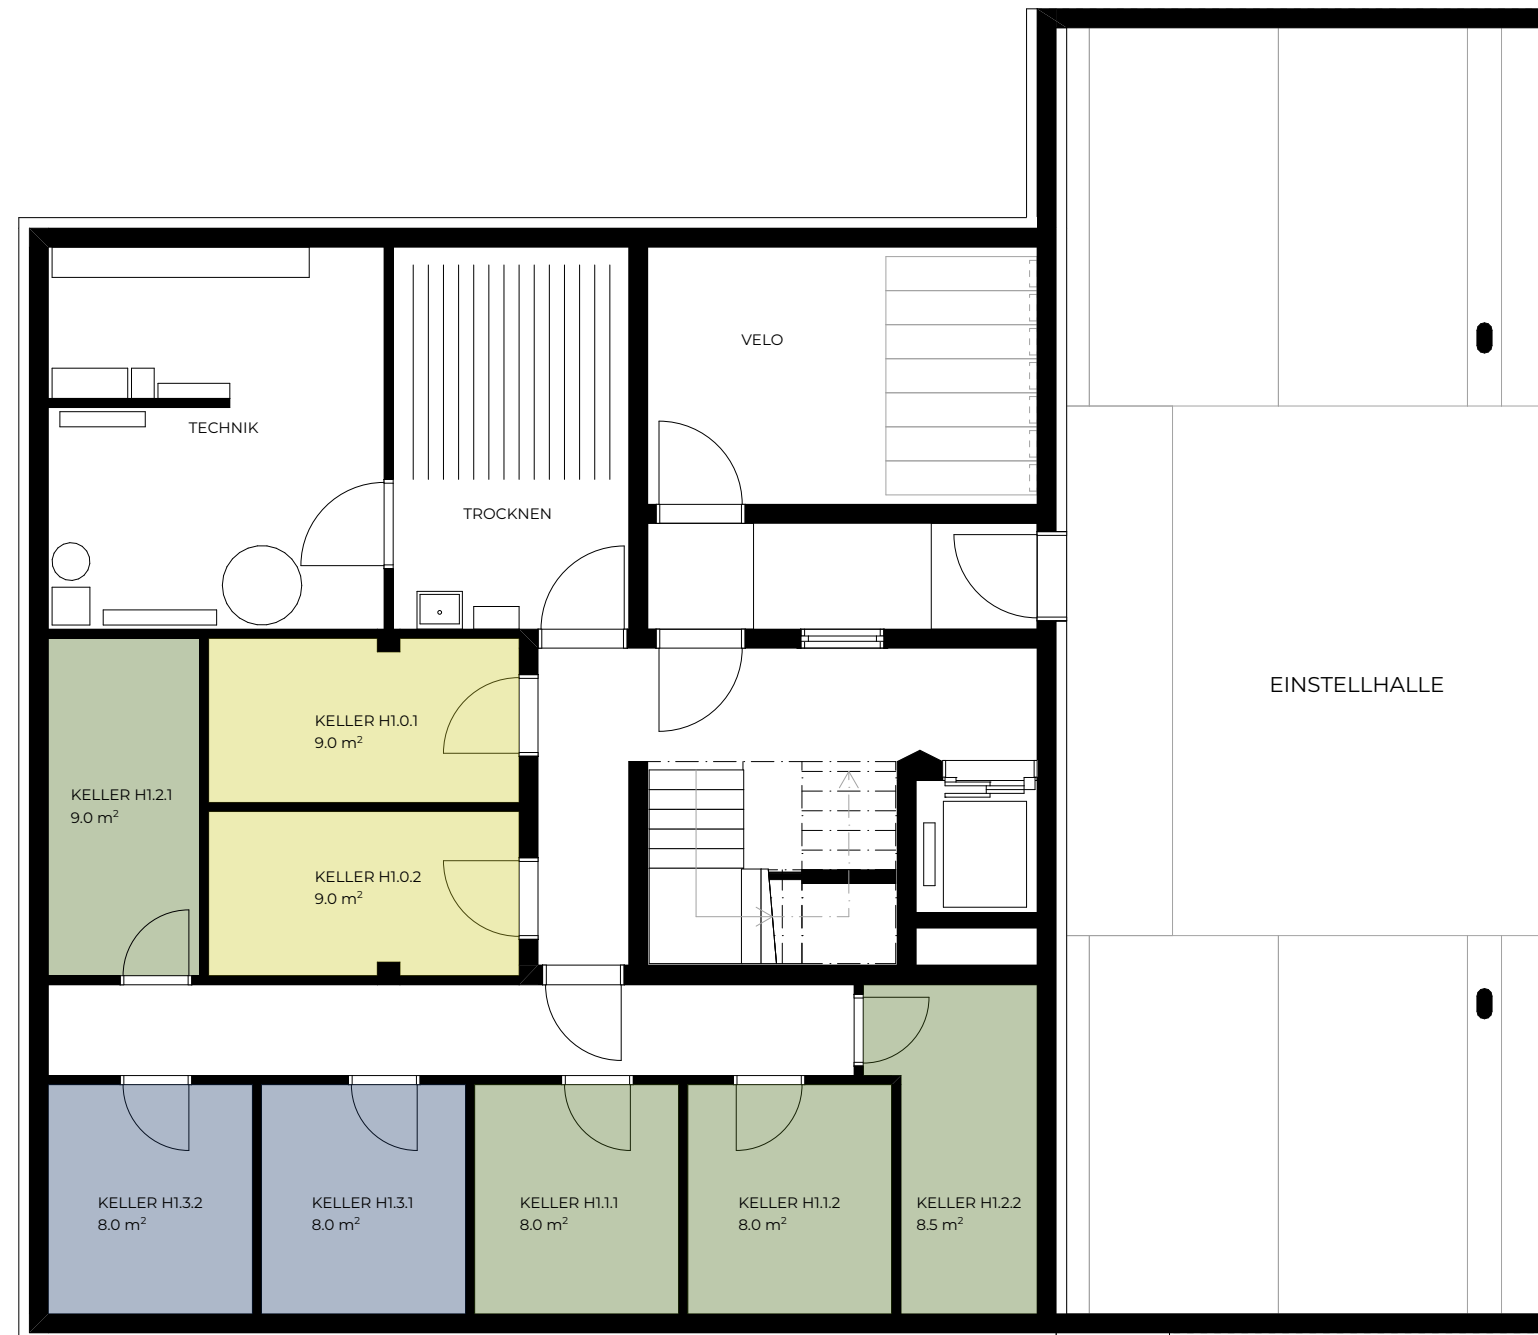 VELO
TECHNIK
TROCKNEN
EINSTELLHALLE
KELLER H1.0.1
9.0 m²
KELLER H1.2.1
9.0 m²
KELLER H1.0.2
9.0 m²
KELLER H1.3.2
8.0 m²
KELLER H1.3.1
8.0 m²
KELLER H1.1.1
8.0 m²
KELLER H1.1.2
8.0 m²
KELLER H1.2.2
8.5 m²